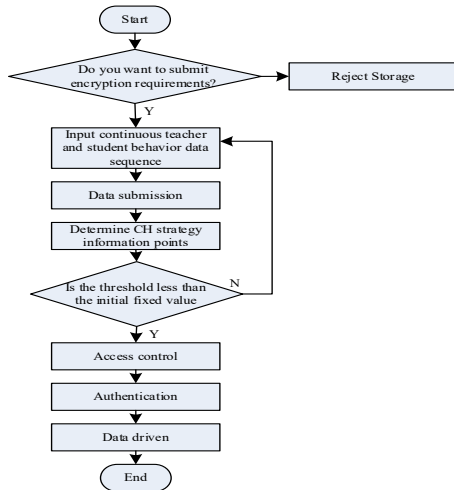 Start
Do you want to submit
encryption requirements?
Reject Storage
Y
Input continuous teacher
and student behavior data
sequence
Data submission
Determine CH strategy
information points
Is the threshold less than
the initial fixed value
N
Y
Access control
Authentication
Data driven
End